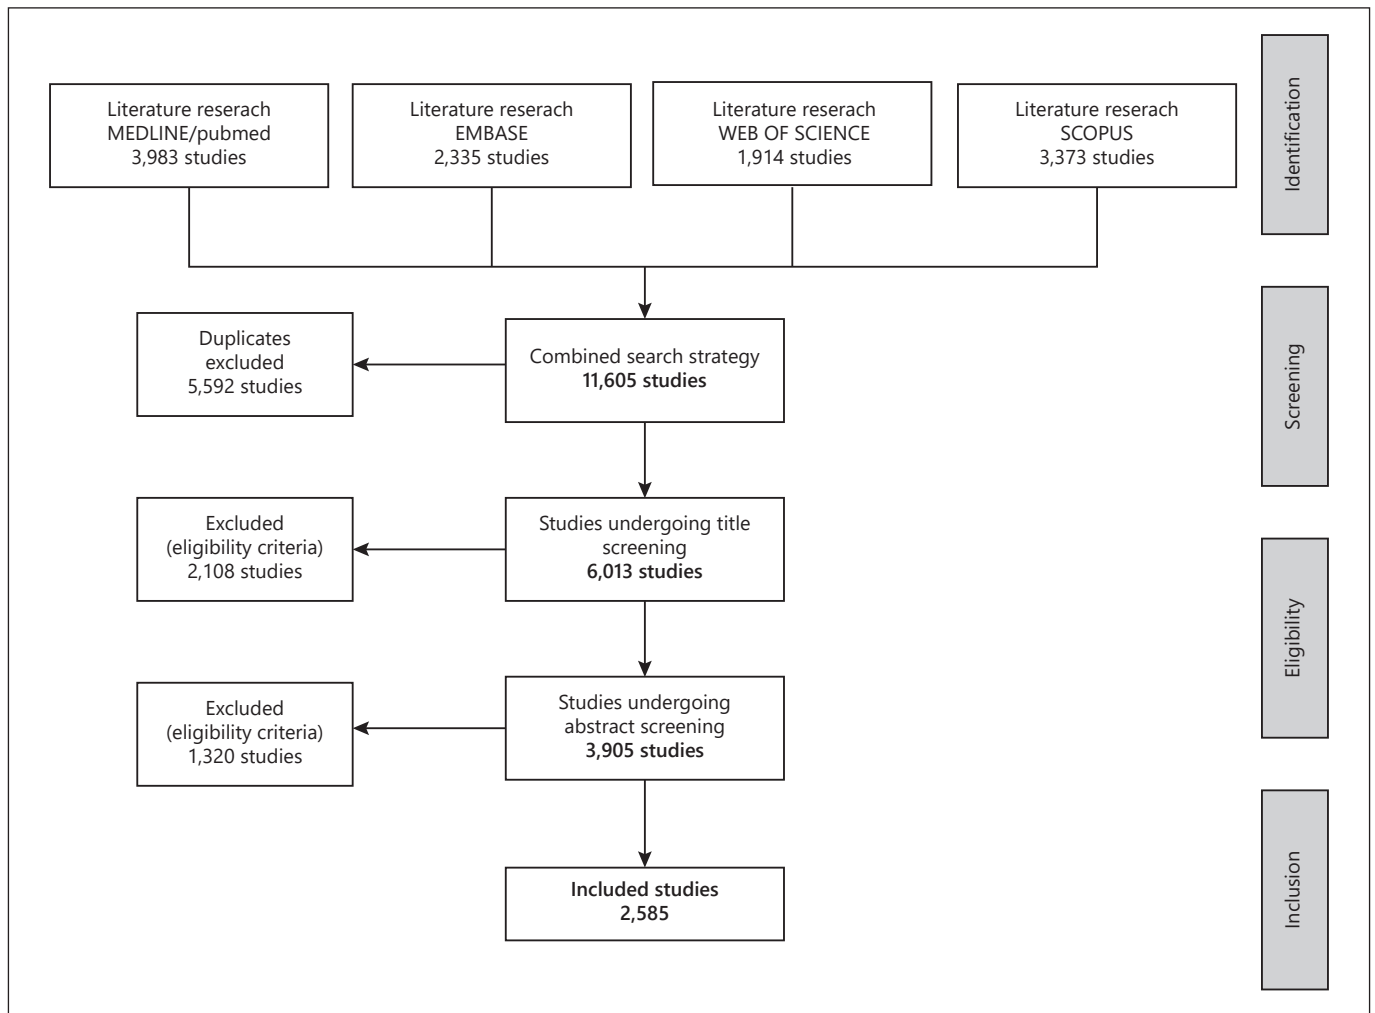 Literature reserach
MEDLINE/pubmed
3,983 studies
Literature reserach
EMBASE
2,335 studies
Literature reserach
WEB OF SCIENCE
1,914 studies
Literature reserach
SCOPUS
3,373 studies
Identification
Duplicates
excluded
5,592 studies
Combined search strategy
11,605 studies
Screening
Excluded
(eligibility criteria)
2,108 studies
Studies undergoing title
screening
6,013 studies
Eligibility
Excluded
(eligibility criteria)
1,320 studies
Studies undergoing
abstract screening
3,905 studies
Included studies
2,585
Inclusion